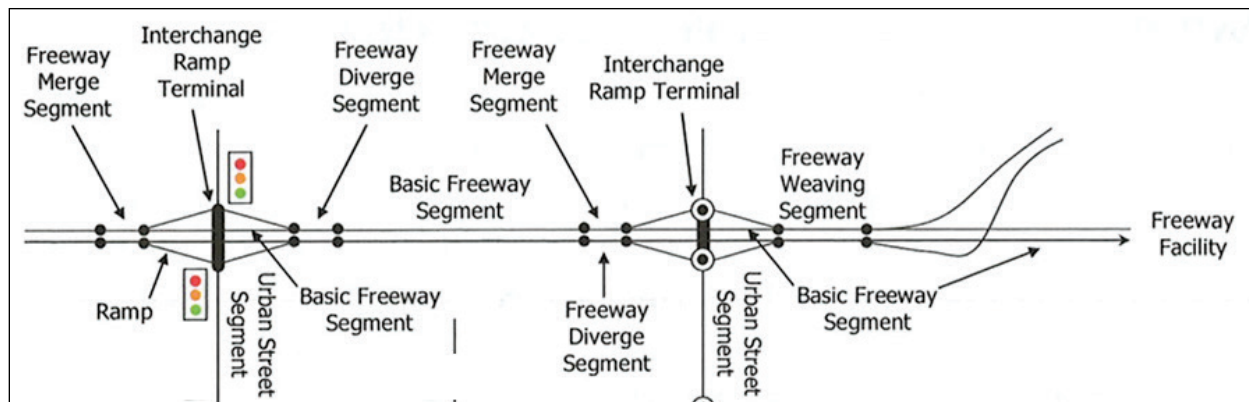 Freeway
Merge
Segment
Interchange
Ramp
Terminal
Freeway
Diverge
Segment
Freeway
Merge
Segment
Interchange
Ramp Terminal
Freeway
Weaving
Segment
Basic Freeway
Segment
Freeway
Facility
Ramp
Urban Street
Segment
Basic Freeway
Segment
Freeway
Diverge
Segment
Urban Street
Segment
Basic Freeway
Segment